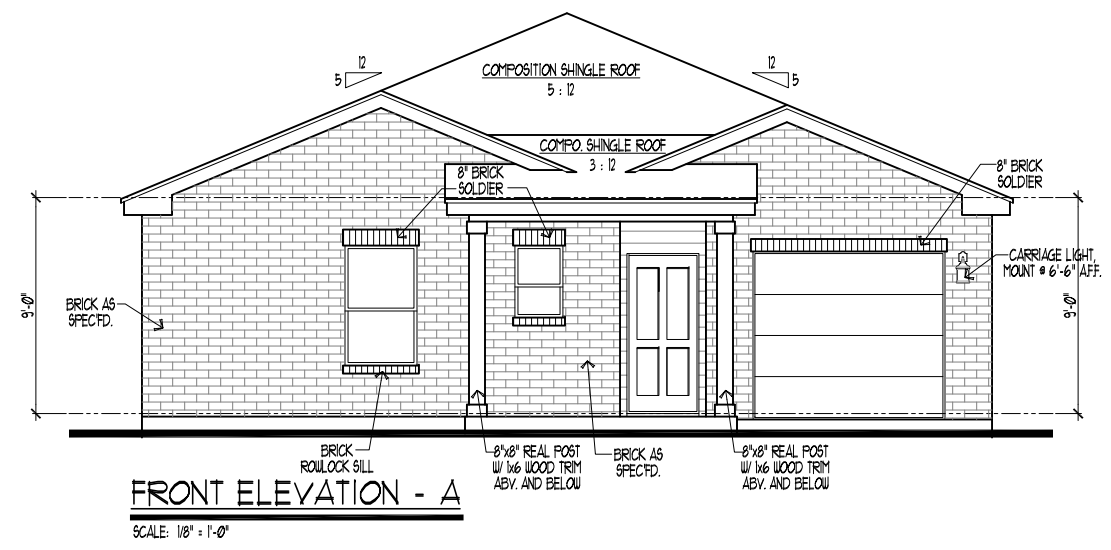 12
5
COMPOSITION SHINGLE ROOF
5 : 12
12
5
COMPO. SHINGLE ROOF
3 : 12
8" BRICK
SOLDIER
8" BRICK
SOLDIER
CARRIAGE LIGHT,
MOUNT @ 6'-6" A.F.F.
9'-0"
BRICK AS
SPEC'FD.
9'-0"
BRICK
ROWLOCK SILL
8"x8" REAL POST
W/ 1x6 WOOD TRIM
ABV. AND BELOW
BRICK AS
SPEC'FD.
8"x8" REAL POST
W/ 1x6 WOOD TRIM
ABV. AND BELOW
FRONT ELEVATION - A
SCALE: 1/8" = 1'-0"